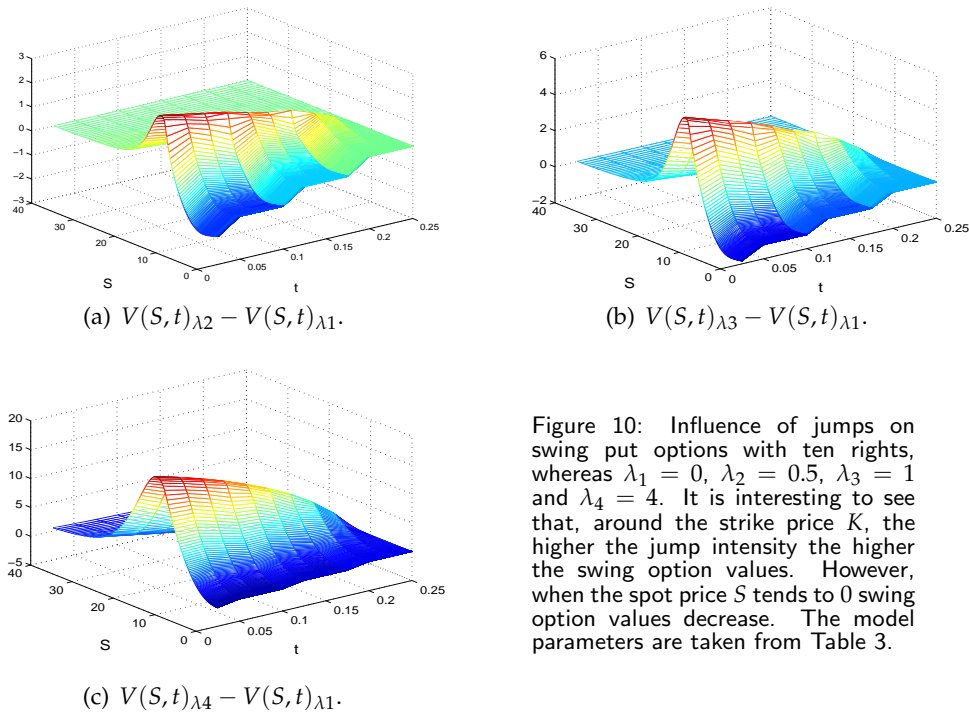 3
2
1
0
−1
−2
−3
40
30
20
10
0
S
0
0.05
0.1
0.15
0.2
0.25
t
(a) V(S, t)λ2 − V(S, t)λ1.
6
4
2
0
−2
40
30
20
10
0
S
0
0.05
0.1
0.15
0.2
0.25
t
(b) V(S, t)λ3 − V(S, t)λ1.
20
15
10
5
0
−5
40
30
20
10
0
S
0
0.05
0.1
0.15
0.2
0.25
t
(c) V(S, t)λ4 − V(S, t)λ1.
Figure 10: Influence of jumps on
swing put options with ten rights,
whereas λ1 = 0, λ2 = 0.5, λ3 = 1
and λ4 = 4. It is interesting to see
that, around the strike price K, the
higher the jump intensity the higher
the swing option values. However,
when the spot price S tends to 0 swing
option values decrease. The model
parameters are taken from Table 3.